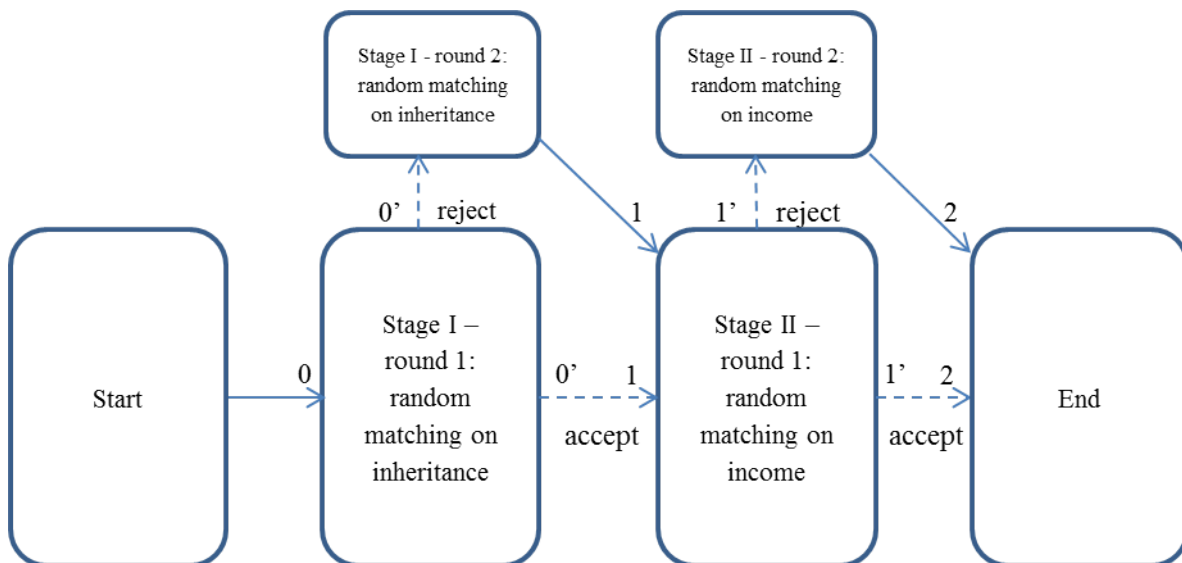 Stage I - round 2:
random matching
on inheritance
Stage II - round 2:
random matching
on income
0’ reject
1
1’ reject
2
Start
0
Stage I –
round 1:
random
matching on
inheritance
0’ 1
accept
Stage II –
round 1:
random
matching on
income
1’ 2
accept
End